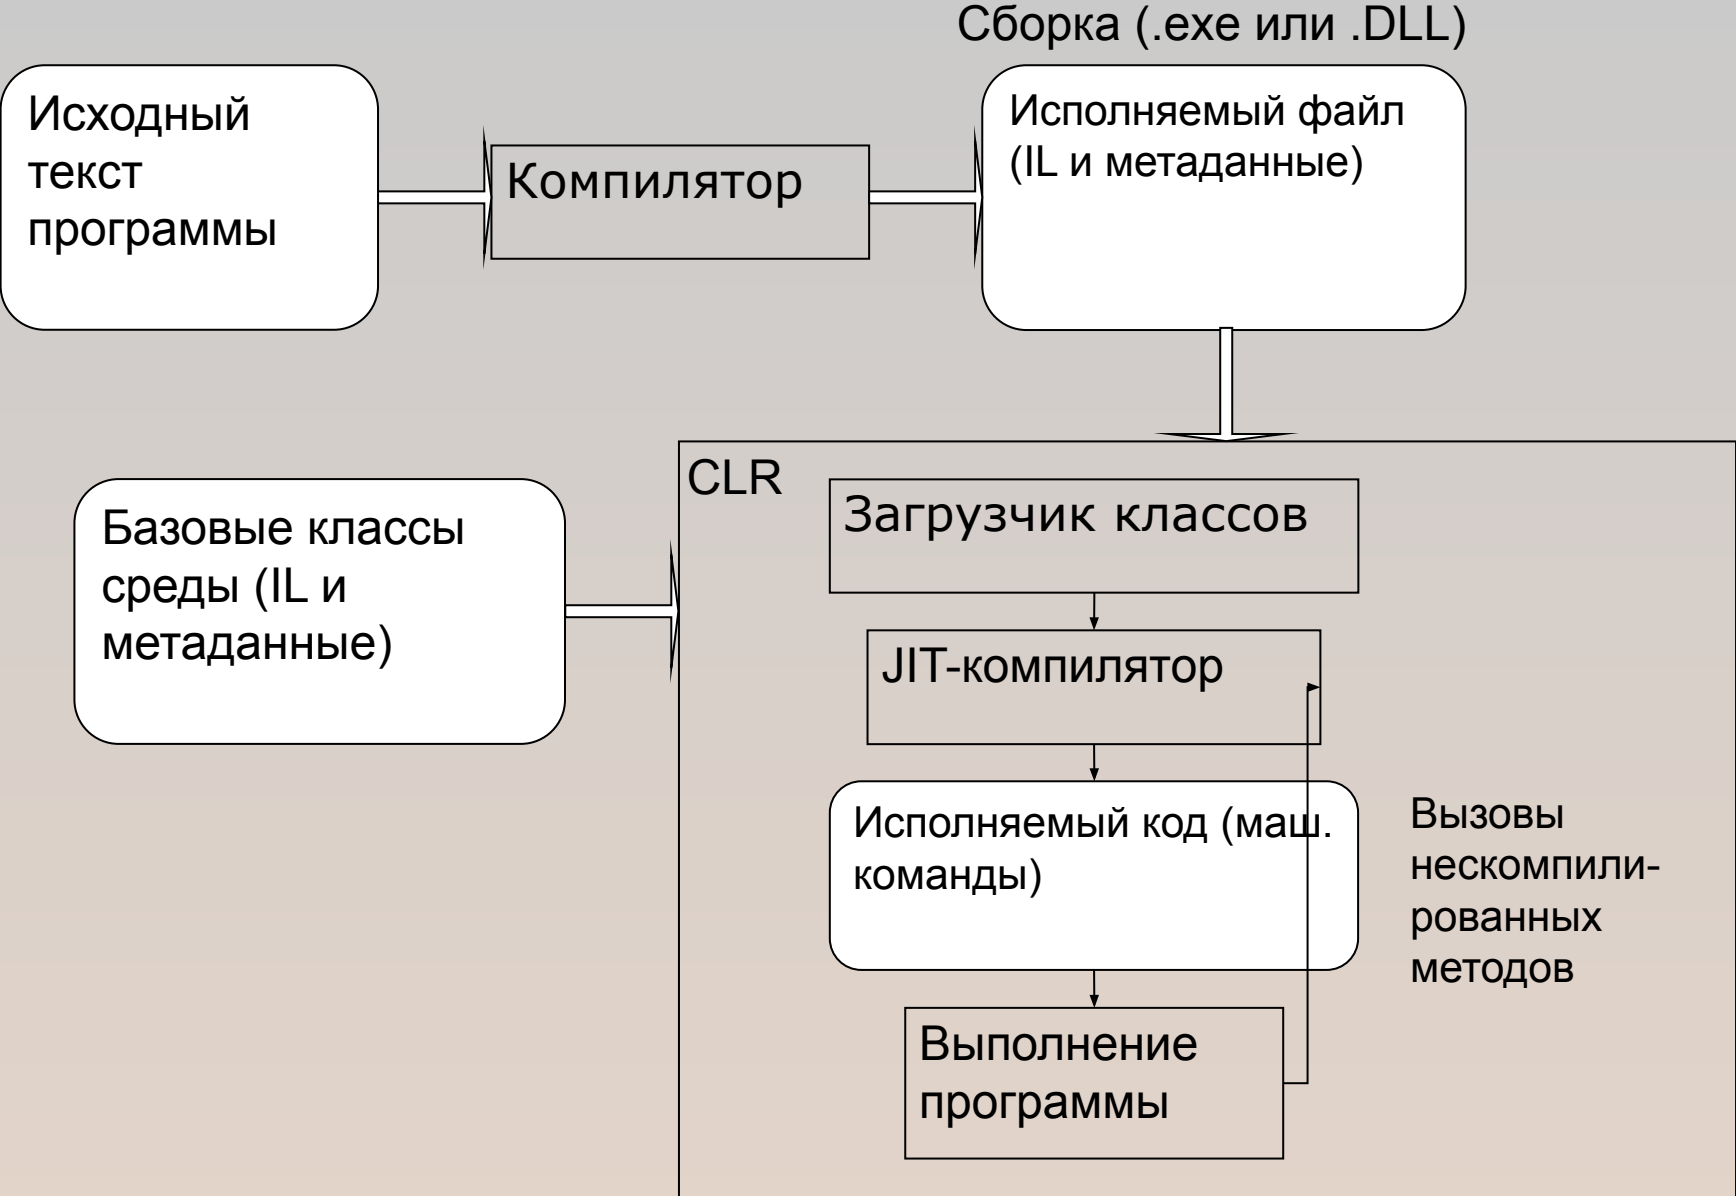 Сборка (.exe или .DLL)
Исходный
текст
программы
Компилятор
Исполняемый файл
(IL и метаданные)
Базовые классы
среды (IL и
метаданные)
CLR
Загрузчик классов
JIT-компилятор
Исполняемый код (маш.
команды)
Вызовы
нескомпили-
рованных
методов
Выполнение
программы